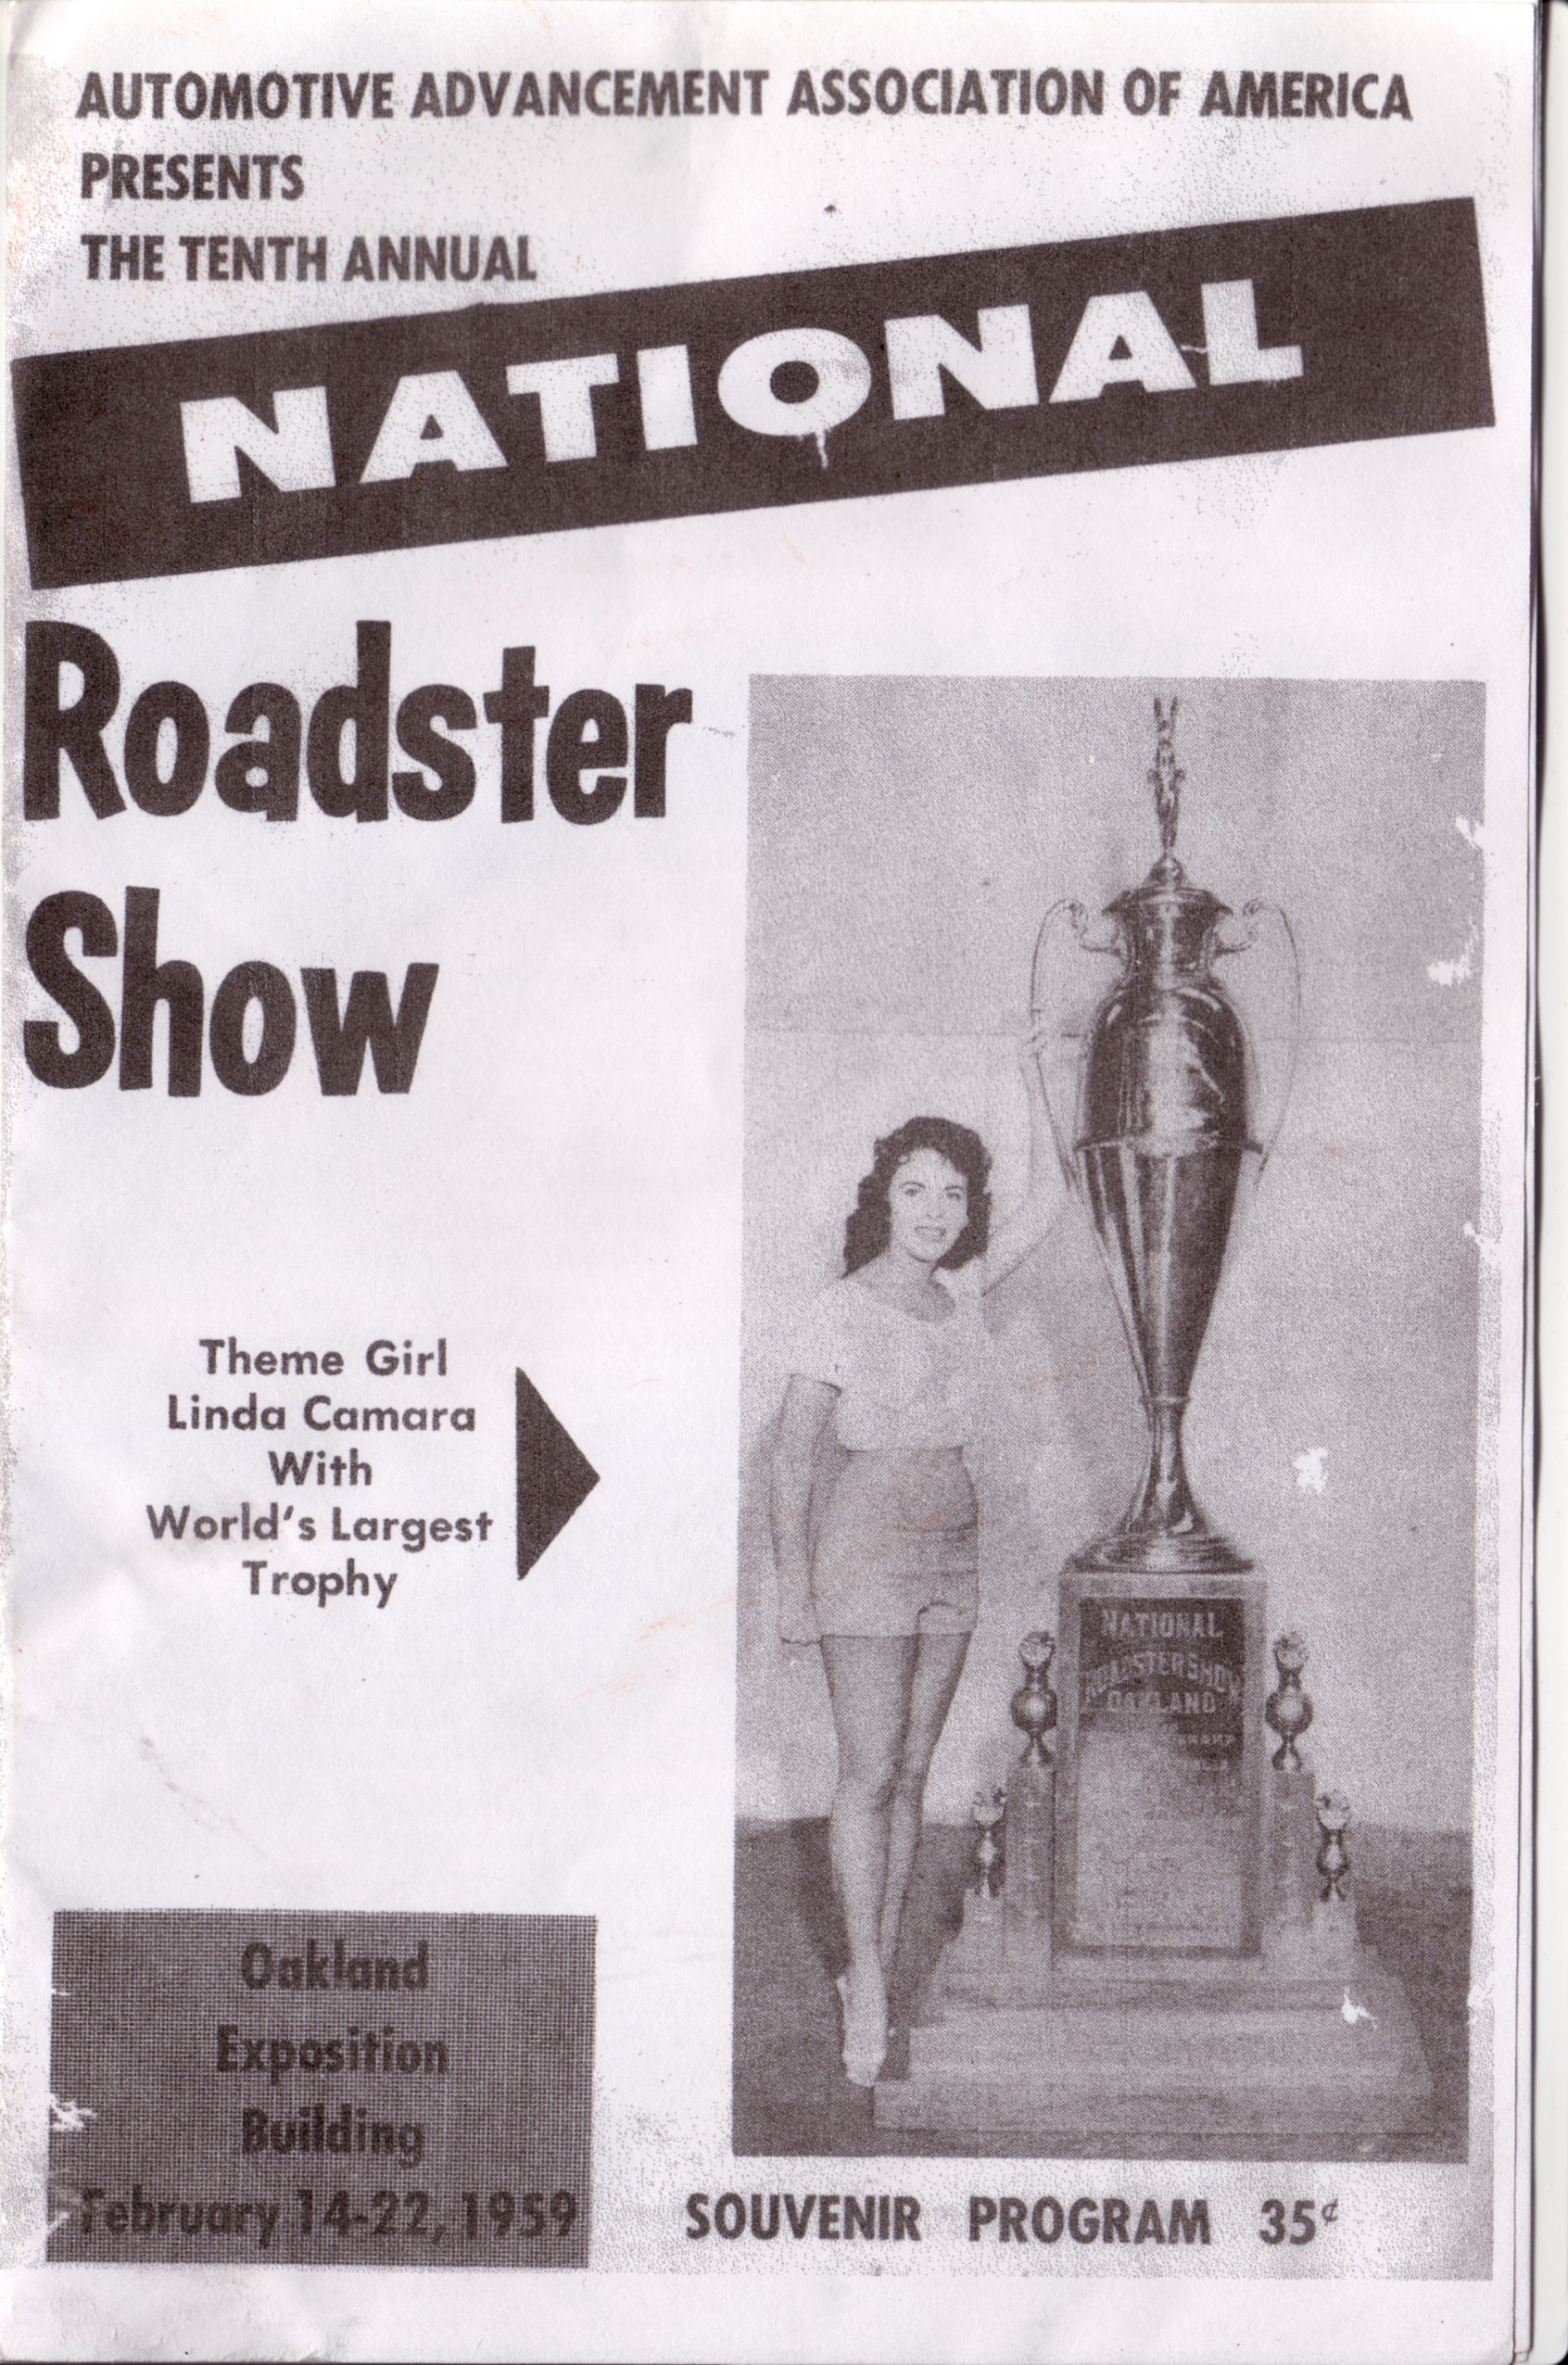 AUTOMOTIVE ADVANCEMENT ASSOCIATION OF AMERICA
PRESENTS
THE TENTH ANNUAL
NATIONAL
Roadster
Show
Theme Girl
Linda Camara
With
World's Largest
Trophy
NATIONAL
ROADSTER SHOW
OAKLAND
Oakland
Exposition
Building
February 14-22, 1959
SOUVENIR PROGRAM 35¢